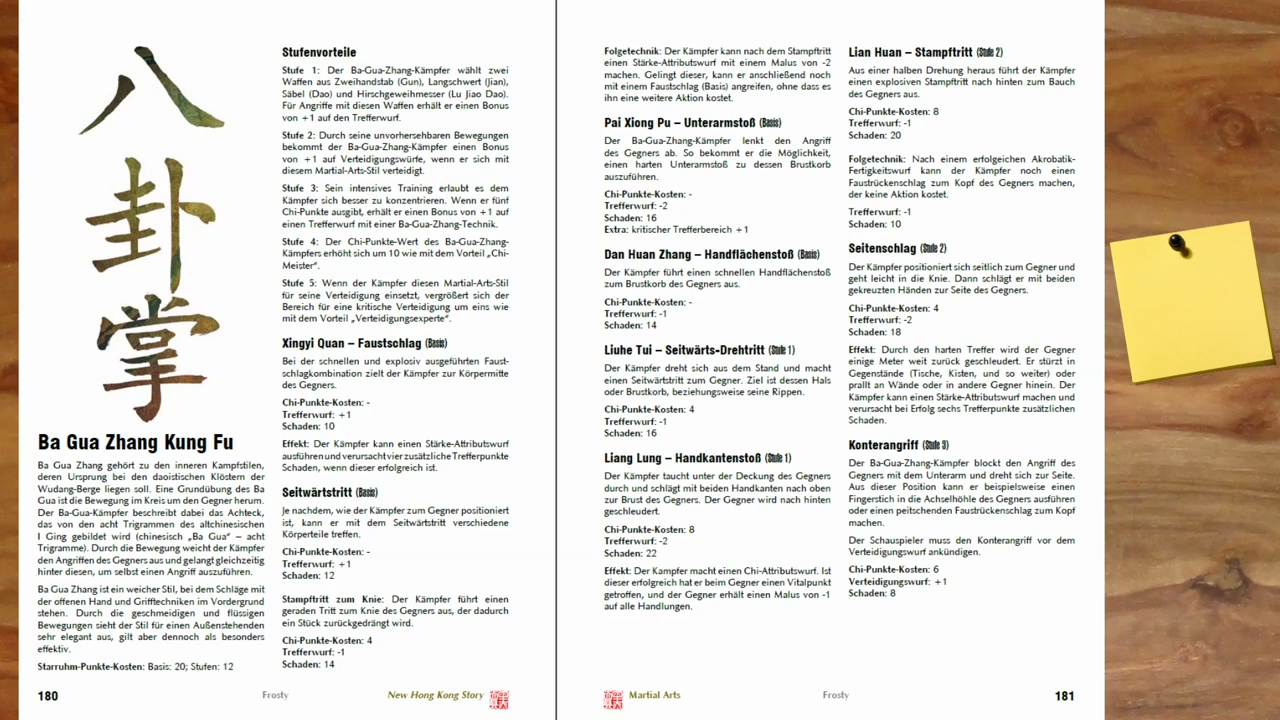 八
卦
掌
Ba Gua Zhang Kung Fu
Ba Gua Zhang gehört zu den inneren Kampfstilen,
deren Ursprung bei den daoistischen Klöstern der
Wudang-Berge liegen soll. Eine Grundübung des Ba
Gua ist die Bewegung im Kreis um den Gegner herum.
Der Ba-Gua-Kämpfer beschreibt dabei das Achteck,
das von den acht Trigrammen des altchinesischen
I Ging gebildet wird (chinesisch „Ba Gua“ – acht
Trigramme). Durch die Bewegung weicht der Kämpfer
den Angriffen des Gegners aus und gelangt gleichzeitig
hinter diesen, um selbst einen Angriff auszuführen.
Ba Gua Zhang ist ein weicher Stil, bei dem Schläge mit
der offenen Hand und Grifftechniken im Vordergrund
stehen. Durch die geschmeidigen und flüssigen
Bewegungen sieht der Stil für einen Außenstehenden
sehr elegant aus, gilt aber dennoch als besonders
effektiv.
Starruhm-Punkte-Kosten: Basis: 20; Stufen: 12
Stufenvorteile
Stufe 1: Der Ba-Gua-Zhang-Kämpfer wählt zwei
Waffen aus Zweihandstab (Gun), Langschwert (Jian),
Säbel (Dao) und Hirschgeweihmesser (Lu Jiao Dao).
Für Angriffe mit diesen Waffen erhält er einen Bonus
von +1 auf den Trefferwurf.
Stufe 2: Durch seine unvorhersehbaren Bewegungen
bekommt der Ba-Gua-Kämpfer einen Bonus
von +1 auf Verteidigungswürfe, wenn er sich mit
diesem Martial-Arts-Stil verteidigt.
Stufe 3: Sein intensives Training erlaubt es dem
Kämpfer sich besser zu konzentrieren. Wenn er fünf
Chi-Punkte ausgibt, erhält er einen Bonus von +1 auf
einen Trefferwurf mit einer Ba-Gua-Zhang-Technik.
Stufe 4: Der Chi-Punkte-Wert des Ba-Gua-Zhang-
Kämpfers erhöht sich um 10 wie mit dem Vorteil „Chi-
Meister“.
Stufe 5: Wenn der Kämpfer diesen Martial-Arts-Stil
für seine Verteidigung einsetzt, vergrößert sich der
Bereich für eine kritische Verteidigung um eins wie
mit dem Vorteil „Verteidigungsexperte“.
Xingyi Quan – Faustschlag (Basis)
Bei der schnellen und explosiv ausgeführten Faust-
schlagkombination zielt der Kämpfer zur Körpermitte
des Gegners.
Chi-Punkte-Kosten: -
Trefferwurf: +1
Schaden: 10
Effekt: Der Kämpfer kann einen Stärke-Attributswurf
ausführen und verursacht vier zusätzliche Trefferpunkte
Schaden, wenn dieser erfolgreich ist.
Seitwärtstritt (Basis)
Je nachdem, wie der Kämpfer zum Gegner positioniert
ist, kann er mit dem Seitwärtstritt verschiedene
Körperteile treffen.
Chi-Punkte-Kosten: -
Trefferwurf: +1
Schaden: 12
Stampftritt zum Knie: Der Kämpfer führt einen
geraden Tritt zum Knie des Gegners aus, der dadurch
ein Stück zurückgedrängt wird.
Chi-Punkte-Kosten: 4
Trefferwurf: -1
Schaden: 14
180
Frosty
New Hong Kong Story
Folgetechnik: Der Kämpfer kann nach dem Stampftritt
einen Stärke-Attributswurf mit einem Malus von -2
machen. Gelingt dieser, kann er anschließend noch
mit einem Faustschlag (Basis) angreifen, ohne dass es
ihn eine weitere Aktion kostet.
Pai Xiong Pu – Unterarmstoß (Basis)
Der Ba-Gua-Zhang-Kämpfer lenkt den Angriff
des Gegners ab. So bekommt er die Möglichkeit,
einen harten Unterarmstoß zu dessen Brustkorb
auszuführen.
Chi-Punkte-Kosten: -
Trefferwurf: -2
Schaden: 16
Extra: kritischer Trefferbereich +1
Dan Huan Zhang – Handflächenstoß (Basis)
Der Kämpfer führt einen schnellen Handflächenstoß
zum Brustkorb des Gegners aus.
Chi-Punkte-Kosten: -
Trefferwurf: -1
Schaden: 14
Liuhe Tui – Seitwärts-Drehtritt (Stufe 1)
Der Kämpfer dreht sich aus dem Stand und macht
einen Seitwärtstritt zum Gegner. Ziel ist dessen Hals
oder Brustkorb, beziehungsweise seine Rippen.
Chi-Punkte-Kosten: 4
Trefferwurf: -1
Schaden: 16
Liang Lung – Handkantenstoß (Stufe 1)
Der Kämpfer taucht unter der Deckung des Gegners
durch und schlägt mit beiden Handkanten nach oben
zur Brust des Gegners. Der Gegner wird nach hinten
geschleudert.
Chi-Punkte-Kosten: 8
Trefferwurf: -2
Schaden: 22
Effekt: Der Kampfer macht einen Chi-Attributswurf. Ist
dieser erfolgreich hat er beim Gegner einen Vitalpunkt
getroffen, und der Gegner erhält einen Malus von -1
auf alle Handlungen.
Lian Huan – Stampftritt (Stufe 2)
Aus einer halben Drehung heraus führt der Kämpfer
einen explosiven Stampftritt nach hinten zum Bauch
des Gegners aus.
Chi-Punkte-Kosten: 8
Trefferwurf: -1
Schaden: 20
Folgetechnik: Nach einem erfolgeichen Akrobatik-
Fertigkeitswurf kann der Kämpfer noch einen
Faustrückenschlag zum Kopf des Gegners machen,
der keine Aktion kostet.
Trefferwurf: -1
Schaden: 10
Seitenschlag (Stufe 2)
Der Kämpfer positioniert sich seitlich zum Gegner und
geht leicht in die Knie. Dann schlägt er mit beiden
gekreuzten Händen zur Seite des Gegners.
Chi-Punkte-Kosten: 4
Trefferwurf: -2
Schaden: 18
Effekt: Durch den harten Treffer wird der Gegner
einige Meter weit zurück geschleudert. Er stürzt in
Gegenstände (Tische, Kisten, und so weiter) oder
prallt an Wände oder in andere Gegner hinein. Der
Kämpfer kann einen Stärke-Attributswurf machen und
verursacht bei Erfolg sechs Trefferpunkte zusätzlichen
Schaden.
Konterangriff (Stufe 3)
Der Ba-Gua-Zhang-Kämpfer blockt den Angriff des
Gegners mit dem Unterarm und dreht sich zur Seite.
Aus dieser Position kann er beispielsweise einen
Fingerstich in die Achselhöhle des Gegners ausführen
oder einen peitschenden Faustrückenschlag zum Kopf
machen.
Der Schauspieler muss den Konterangriff vor dem
Verteidigungswurf ankündigen.
Chi-Punkte-Kosten: 6
Verteidigungswurf: +1
Schaden: 8
Martial Arts
Frosty
181